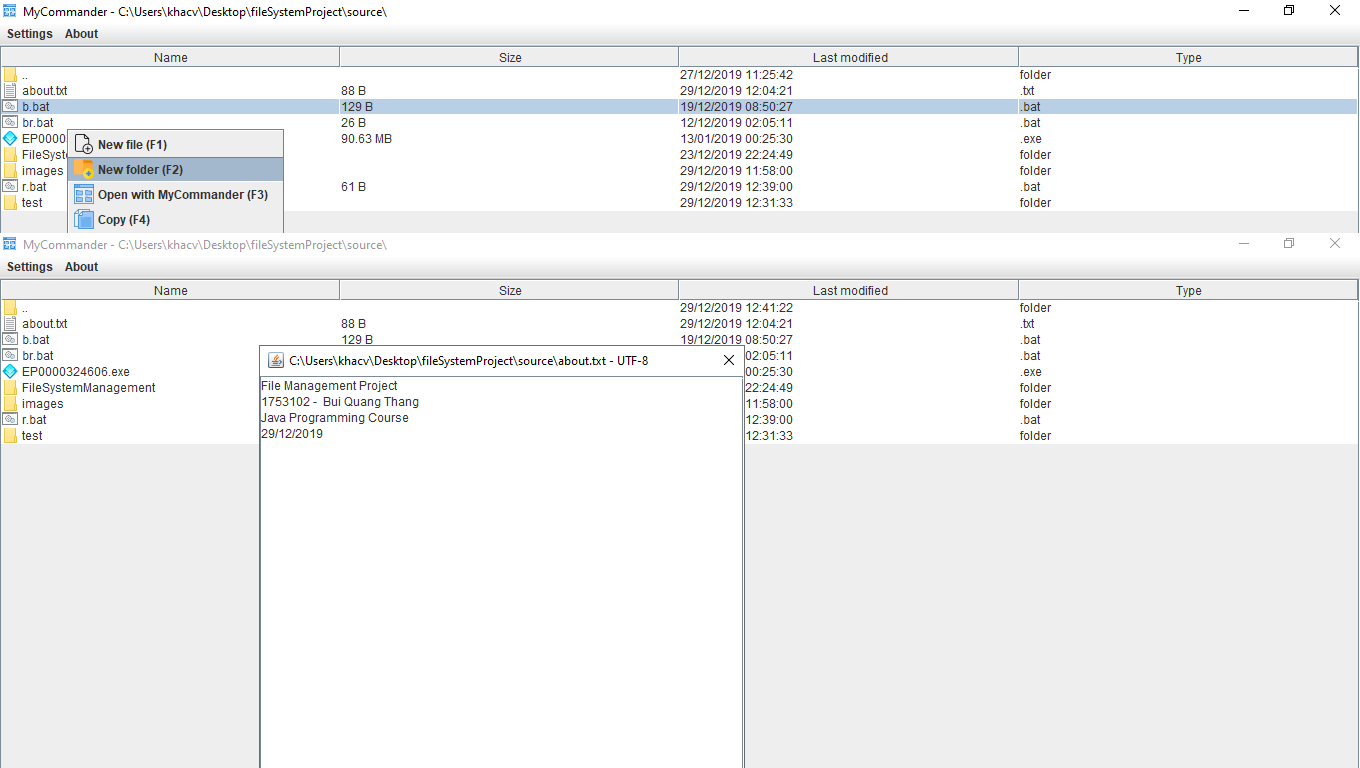 MyCommander - C:\Users\khacv\Desktop\fileSystemProject\source\
Settings About
Name Size Last modified Type
.. 27/12/2019 11:25:42 folder
about.txt 88 B 29/12/2019 12:04:21 .txt
b.bat 129 B 19/12/2019 08:50:27 .bat
br.bat 26 B 12/12/2019 02:05:11 .bat
EP0000 90.63 MB 13/01/2019 00:25:30 .exe
FileSyst 23/12/2019 22:24:49 folder
images 29/12/2019 11:58:00 folder
r.bat 61 B 29/12/2019 12:39:00 .bat
test 29/12/2019 12:31:33 folder
New file (F1)
New folder (F2)
Open with MyCommander (F3)
Copy (F4)
MyCommander - C:\Users\khacv\Desktop\fileSystemProject\source\
Settings About
Name Size Last modified Type
.. 29/12/2019 12:41:22 folder
about.txt 88 B 29/12/2019 12:04:21 .txt
b.bat 129 B 19/12/2019 08:50:27 .bat
br.bat 02:05:11 .bat
EP0000324606.exe 00:25:30 .exe
FileSystemManagement 22:24:49 folder
images 11:58:00 folder
r.bat 12:39:00 .bat
test 12:31:33 folder
C:\Users\khacv\Desktop\fileSystemProject\source\about.txt - UTF-8
File Management Project
1753102 - Bui Quang Thang
Java Programming Course
29/12/2019